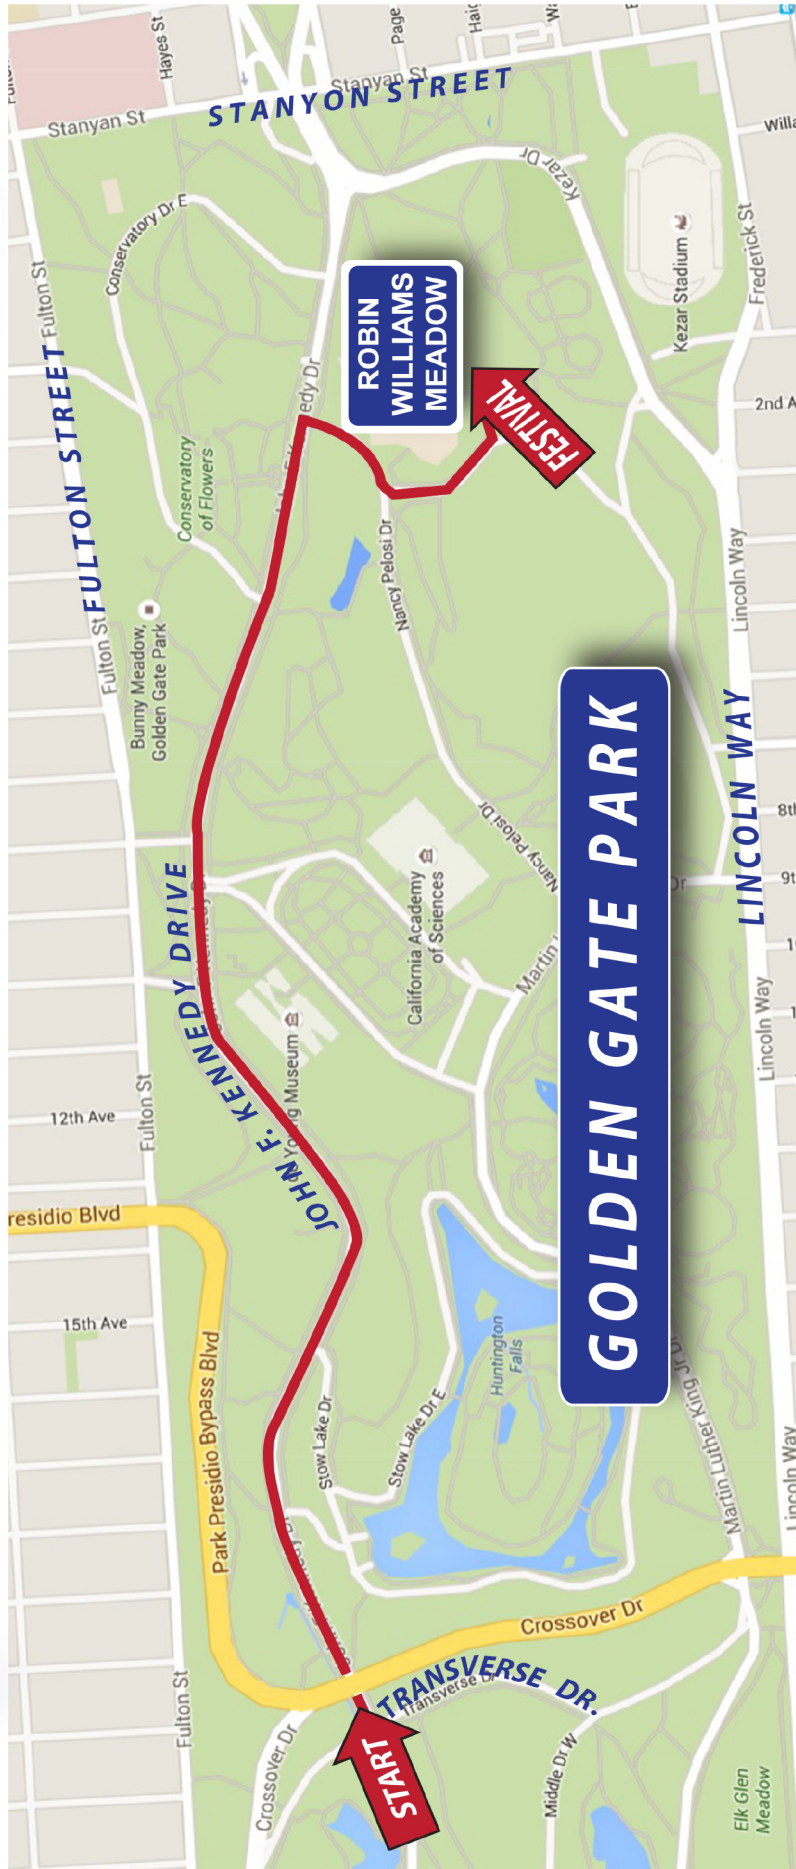 Hayes St
Page
Stanyan St
Stanyan St
STANYON STREET
Kezar Dr
Conservatory Dr E
Fulton St
FULTON STREET
Fulton St
Frederick St
Kezar Stadium
ROBIN
WILLIAMS
MEADOW
FESTIVAL
2nd A
Conservatory
of Flowers
Nancy Pelosi Dr
Lincoln Way
Bunny Meadow,
Golden Gate Park
GOLDEN GATE PARK
LINCOLN WAY
8th
Nancy Pelosi Dr
California Academy
of Sciences
Dr
9t
JOHN F. KENNEDY DRIVE
Martin
Lincoln Way
Young Museum
12th Ave
Fulton St
residio Blvd
15th Ave
Park Presidio Bypass Blvd
Huntington
Falls
Stow Lake Dr
Stow Lake Dr E
Martin Luther King Jr Dr
Lincoln Way
Crossover Dr
TRANSVERSE DR.
Transverse Dr
START
Fulton St
Crossover Dr
Middle Dr W
Elk Glen
Meadow